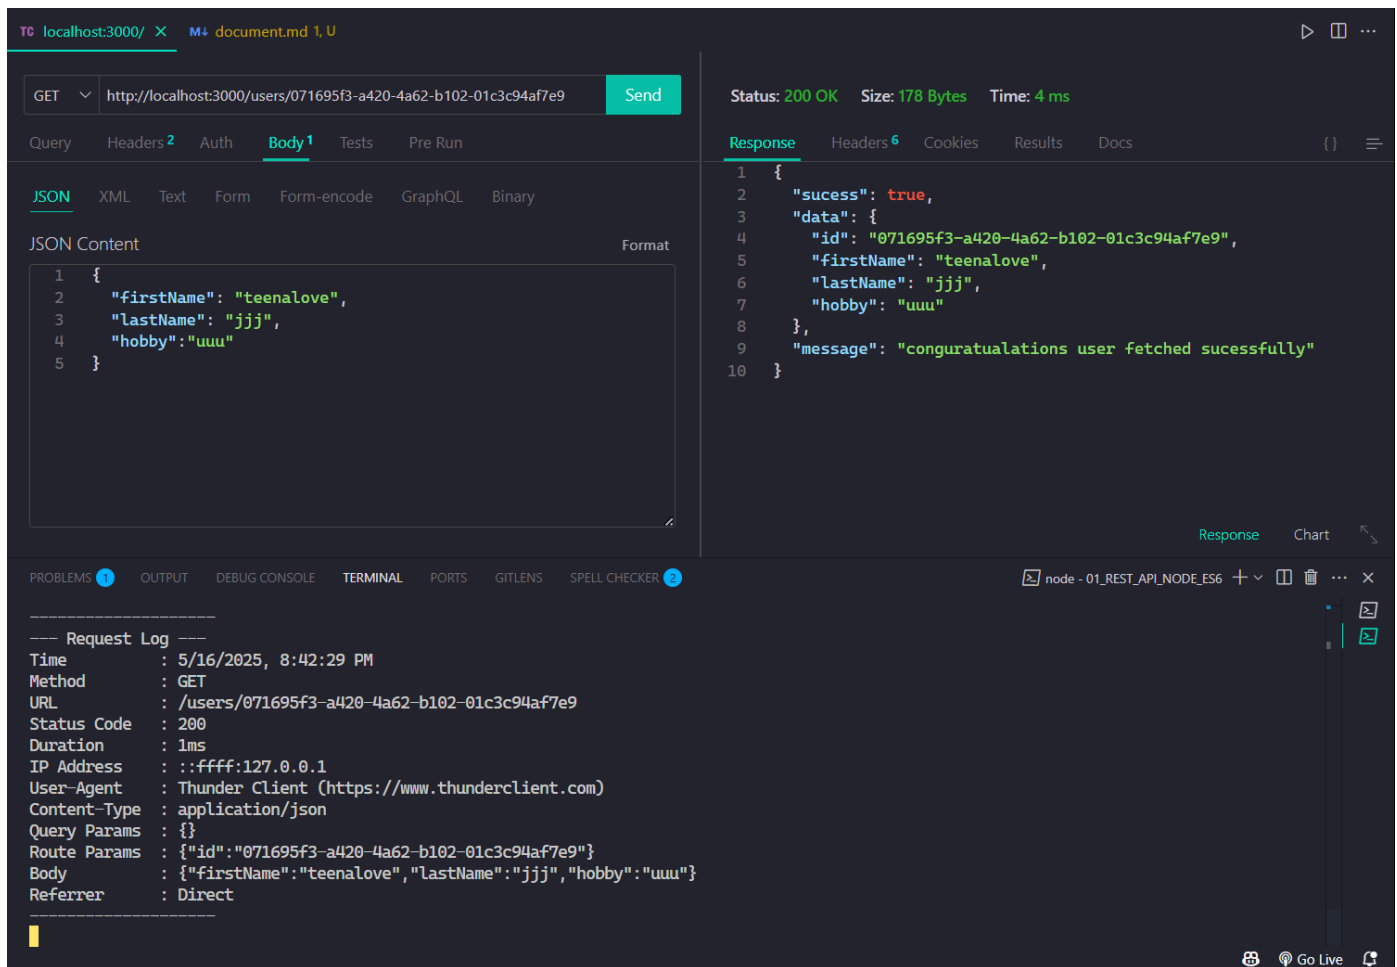 TC localhost:3000/ × M↓ document.md 1, U
GET http://localhost:3000/users/071695f3-a420-4a62-b102-01c3c94af7e9 Send
Query Headers 2 Auth Body 1 Tests Pre Run
JSON XML Text Form Form-encode GraphQL Binary
JSON Content Format
1 {
2 "firstName": "teenalove",
3 "lastName": "jjj",
4 "hobby":"uuu"
5 }
Status: 200 OK Size: 178 Bytes Time: 4 ms
Response Headers 6 Cookies Results Docs { }
1 {
2 "sucess": true,
3 "data": {
4 "id": "071695f3-a420-4a62-b102-01c3c94af7e9",
5 "firstName": "teenalove",
6 "lastName": "jjj",
7 "hobby": "uuu"
8 },
9 "message": "conguratualations user fetched sucessfully"
10 }
Response Chart
PROBLEMS 1 OUTPUT DEBUG CONSOLE TERMINAL PORTS GITLENS SPELL CHECKER 2 node - 01_REST_API_NODE_ES6
---------------------
--- Request Log ---
Time : 5/16/2025, 8:42:29 PM
Method : GET
URL : /users/071695f3-a420-4a62-b102-01c3c94af7e9
Status Code : 200
Duration : 1ms
IP Address : ::ffff:127.0.0.1
User-Agent : Thunder Client (https://www.thunderclient.com)
Content-Type : application/json
Query Params : {}
Route Params : {"id":"071695f3-a420-4a62-b102-01c3c94af7e9"}
Body : {"firstName":"teenalove","lastName":"jjj","hobby":"uuu"}
Referrer : Direct
---------------------
Go Live